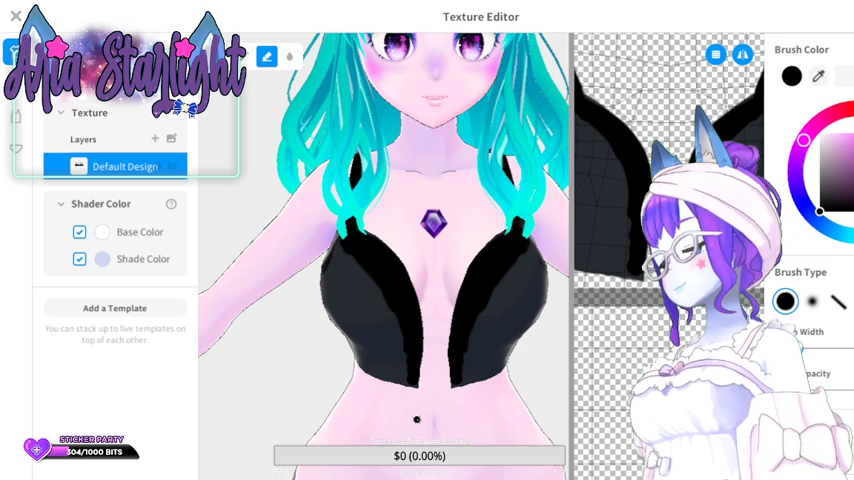 Texture Editor
Aria Starlight
Brush Color
Texture
Layers
Default Design
Shader Color
Base Color
Shade Color
Add a Template
You can stack up to five templates on
top of each other.
Brush Type
Width
pacity
STICKER PARTY
304/1000 BITS
$0 (0.00%)